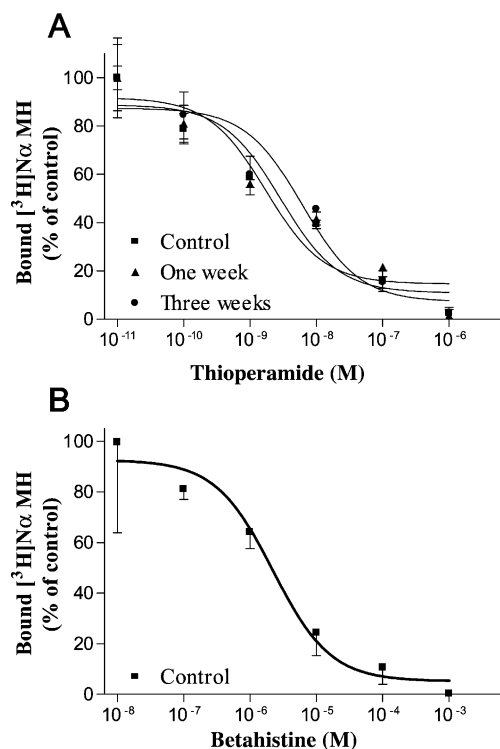 A
Bound [³H]Nα MH
(% of control)
100
80
60
40
20
0
Control
One week
Three weeks
10⁻¹¹ 10⁻¹⁰ 10⁻⁹ 10⁻⁸ 10⁻⁷ 10⁻⁶
Thioperamide (M)
B
Bound [³H]Nα MH
(% of control)
100
80
60
40
20
0
Control
10⁻⁸ 10⁻⁷ 10⁻⁶ 10⁻⁵ 10⁻⁴ 10⁻³
Betahistine (M)